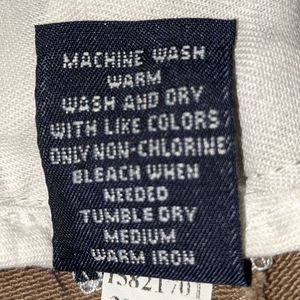 MACHINE WASH
WARM
WASH AND DRY
WITH LIKE COLORS
ONLY NON-CHLORINE
BLEACH WHEN
NEEDED
TUMBLE DRY
MEDIUM
WARM IRON